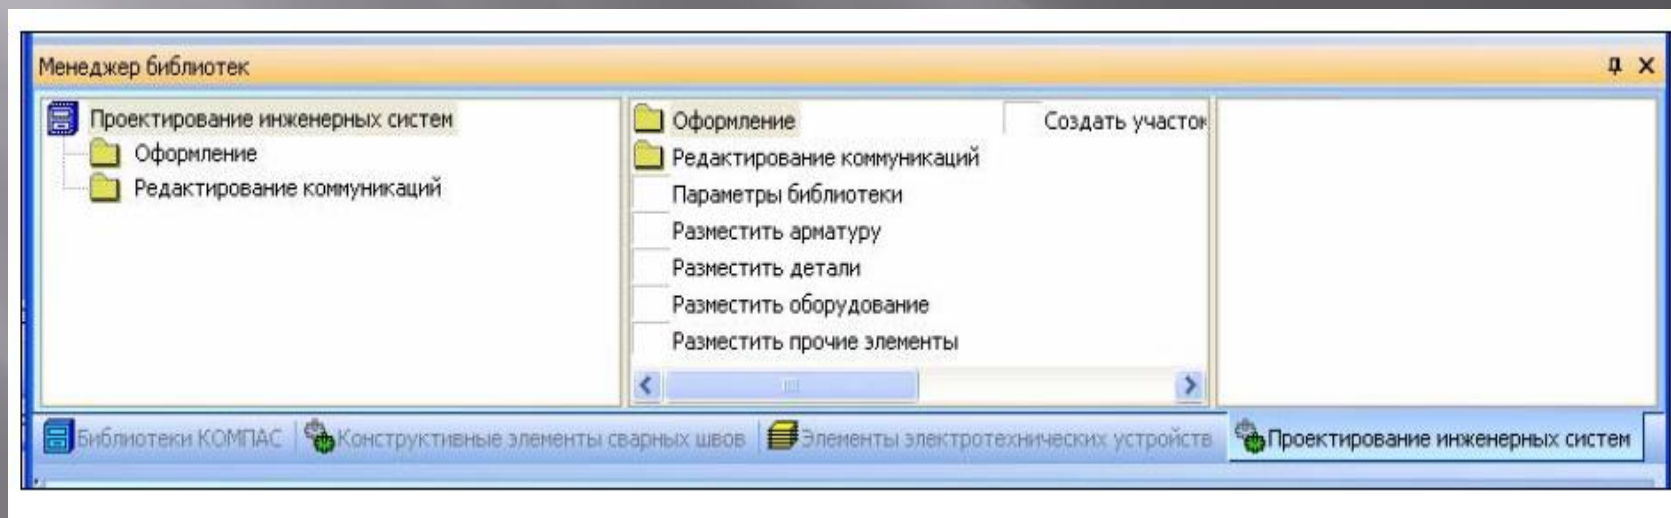 Менеджер библиотек
Проектирование инженерных систем
Оформление
Редактирование коммуникаций
Оформление
Создать участок
Редактирование коммуникаций
Параметры библиотеки
Разместить арматуру
Разместить детали
Разместить оборудование
Разместить прочие элементы
Библиотеки КОМПАС Конструктивные элементы сварных швов Элементы электротехнических устройств Проектирование инженерных систем